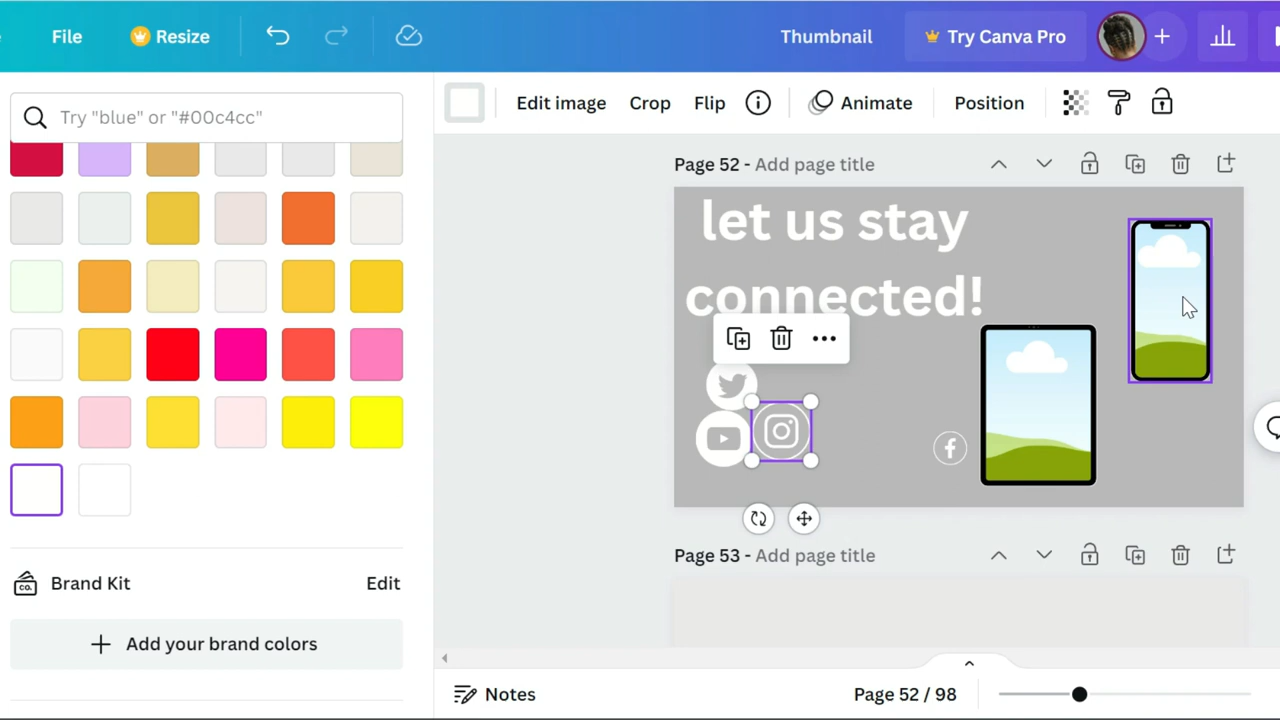 File
Resize
Thumbnail
Try Canva Pro
Try "blue" or "#00c4cc"
Edit image
Crop
Flip
Animate
Position
Page 52 - Add page title
let us stay
connected!
Page 53 - Add page title
CO.
Brand Kit
Edit
Add your brand colors
Notes
Page 52 / 98